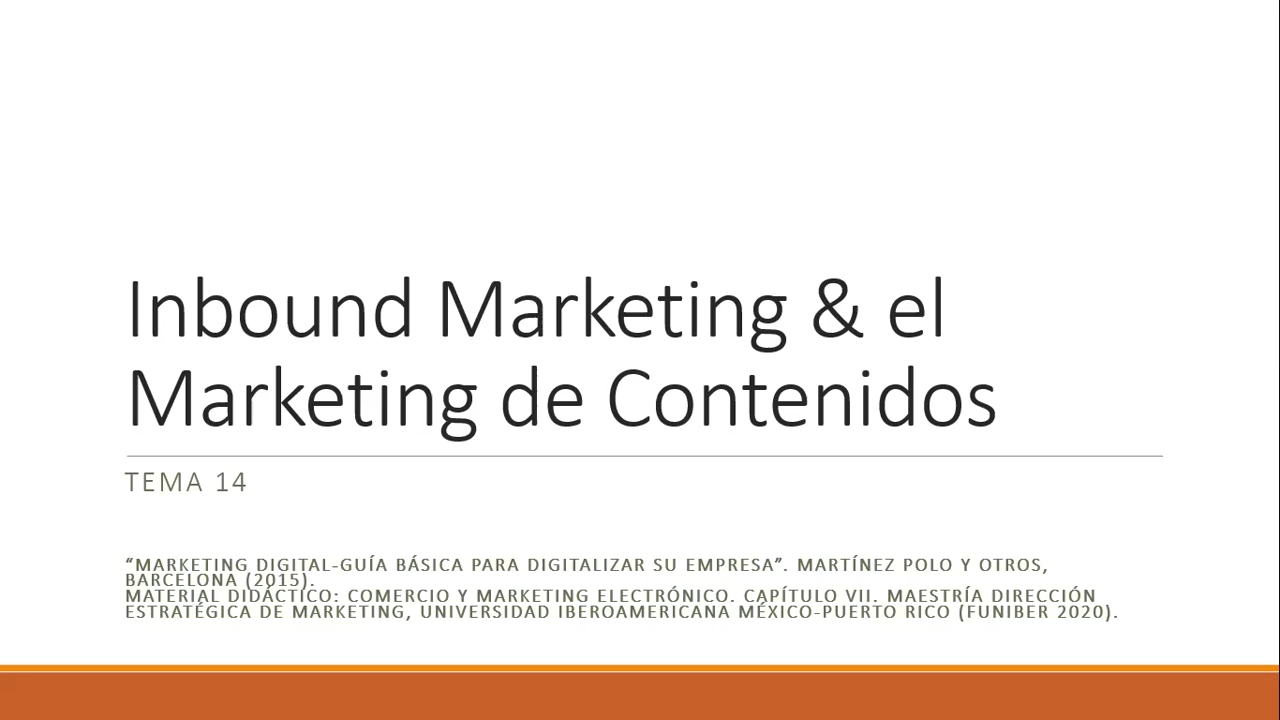 Inbound Marketing & el
Marketing de Contenidos
TEMA 14
“MARKETING DIGITAL-GUÍA BÁSICA PARA DIGITALIZAR SU EMPRESA”. MARTÍNEZ POLO Y OTROS,
BARCELONA (2015).
MATERIAL DIDÁCTICO: COMERCIO Y MARKETING ELECTRÓNICO. CAPÍTULO VII. MAESTRÍA DIRECCIÓN
ESTRATÉGICA DE MARKETING, UNIVERSIDAD IBEROAMERICANA MÉXICO-PUERTO RICO (FUNIBER 2020).